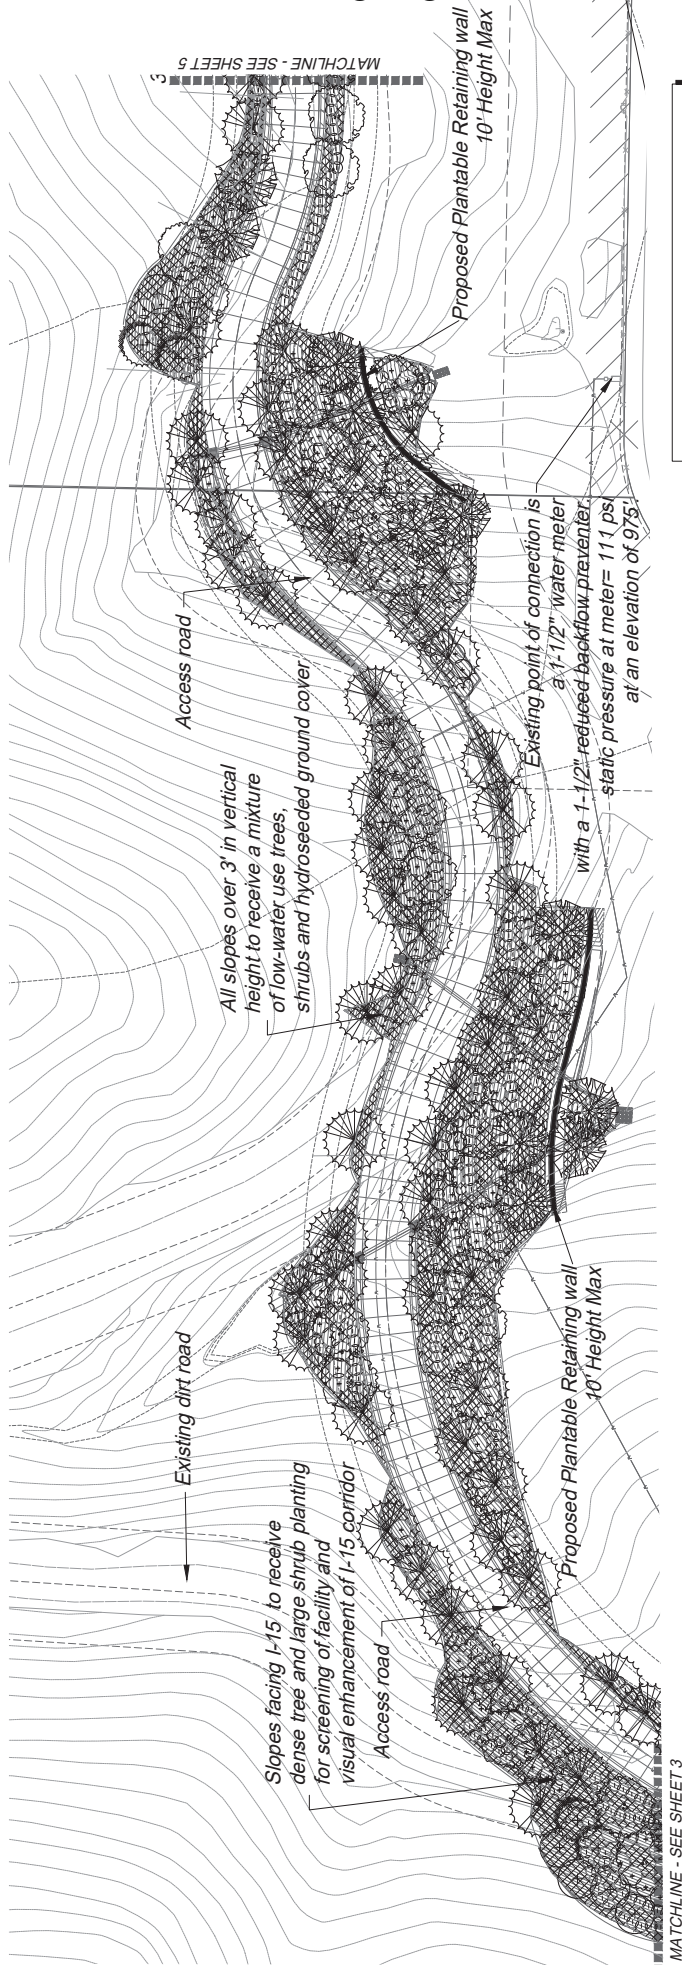 MATCHLINE - SEE SHEET 5
3
Proposed Plantable Retaining wall
10' Height Max
Access road
Existing point of connection is
a 1-1/2" water meter
with a 1-1/2" reduced backflow preventer,
static pressure at meter= 111 psi
at an elevation of 975'
All slopes over 3' in vertical
height to receive a mixture
of low-water use trees,
shrubs and hydroseeded ground cover
Existing dirt road
Proposed Plantable Retaining wall
10' Height Max
Slopes facing I-15 to receive
dense tree and large shrub planting
for screening of facility and
visual enhancement of I-15 corridor
Access road
MATCHLINE - SEE SHEET 3